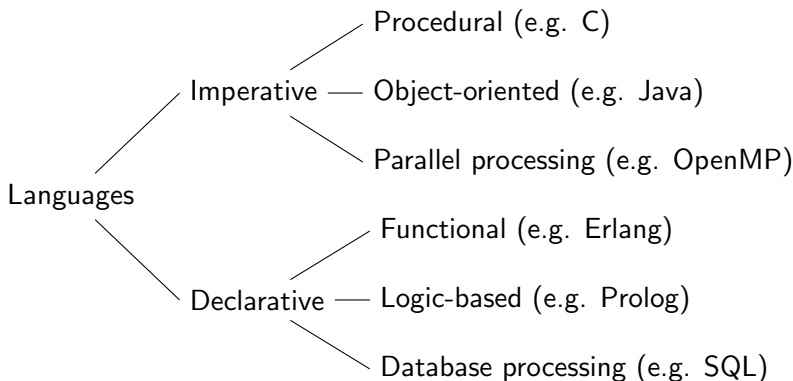 Procedural (e.g. C)
Imperative
Object-oriented (e.g. Java)
Parallel processing (e.g. OpenMP)
Languages
Functional (e.g. Erlang)
Declarative
Logic-based (e.g. Prolog)
Database processing (e.g. SQL)